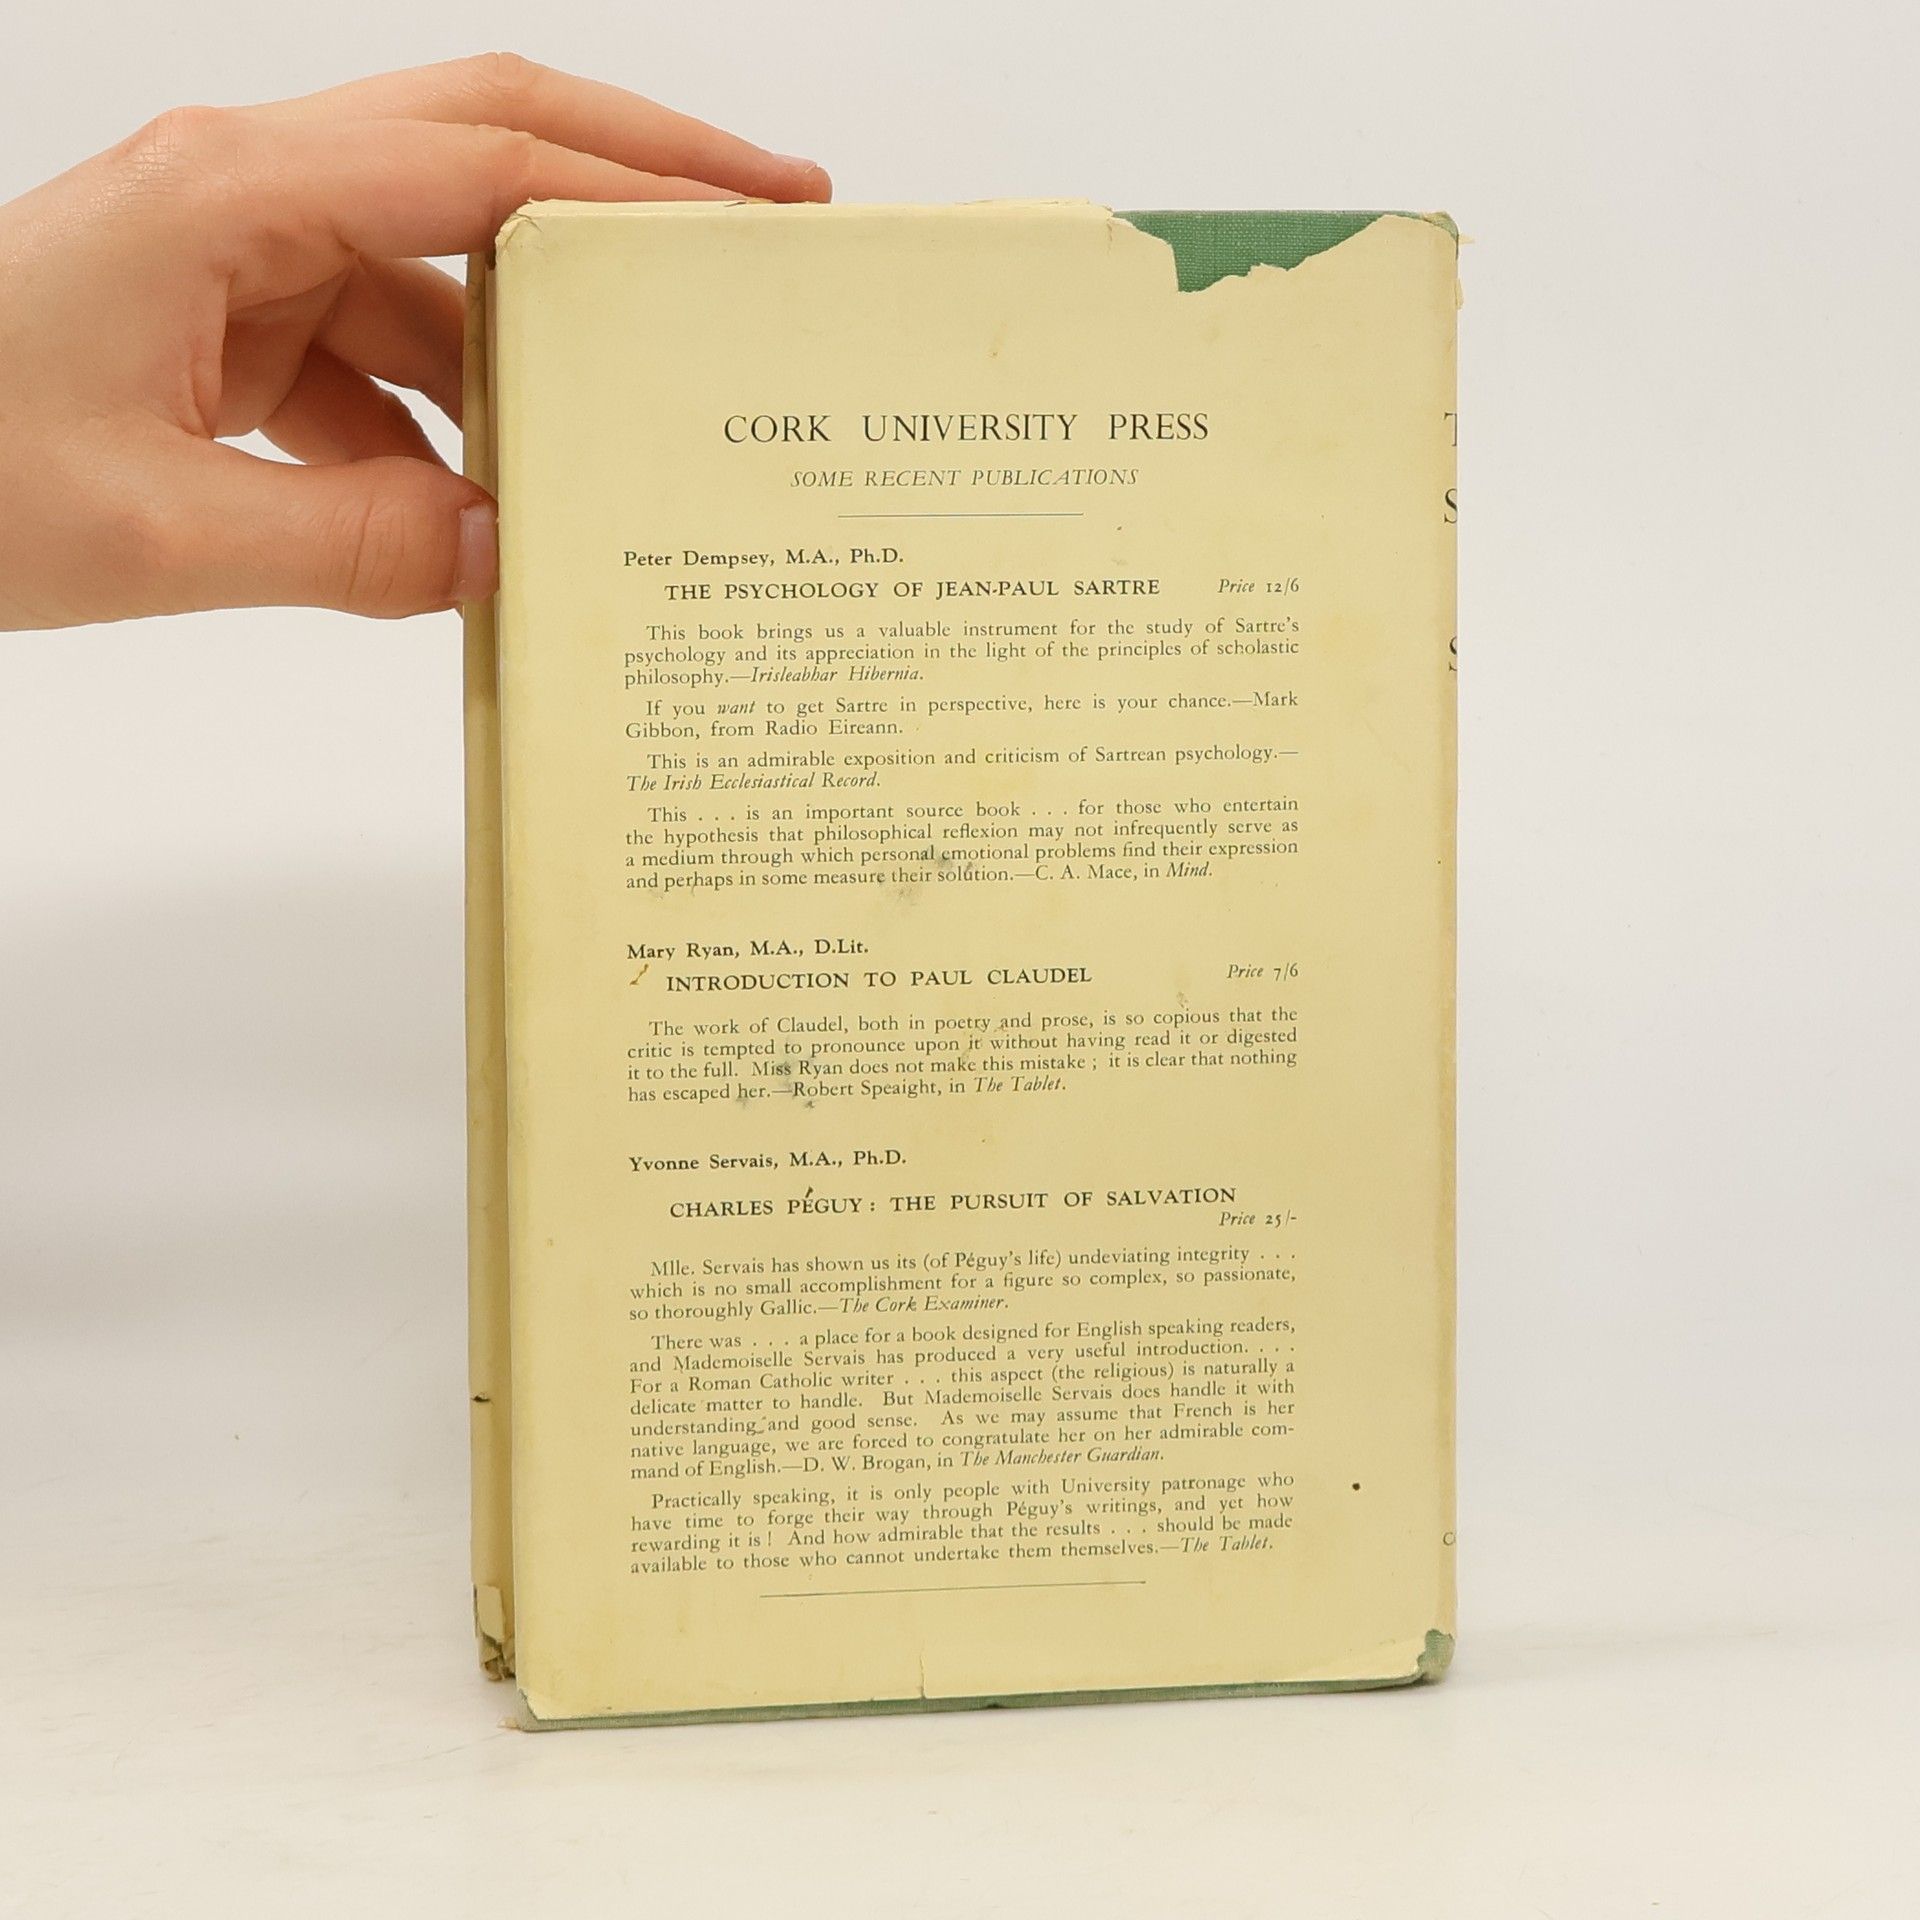 CORK UNIVERSITY PRESS
SOME RECENT PUBLICATIONS
Peter Dempsey, M.A., Ph.D.
THE PSYCHOLOGY OF JEAN-PAUL SARTRE Price 12/6
This book brings us a valuable instrument for the study of Sartre's
psychology and its appreciation in the light of the principles of scholastic
philosophy.—Irisleabhar Hibernia.
If you want to get Sartre in perspective, here is your chance.—Mark
Gibbon, from Radio Eireann.
This is an admirable exposition and criticism of Sartrean psychology.—
The Irish Ecclesiastical Record.
This . . . is an important source book . . . for those who entertain
the hypothesis that philosophical reflexion may not infrequently serve as
a medium through which personal emotional problems find their expression
and perhaps in some measure their solution.—C. A. Mace, in Mind.
Mary Ryan, M.A., D.Lit.
INTRODUCTION TO PAUL CLAUDEL Price 7/6
The work of Claudel, both in poetry and prose, is so copious that the
critic is tempted to pronounce upon it without having read it or digested
it to the full. Miss Ryan does not make this mistake ; it is clear that nothing
has escaped her.—Robert Speaight, in The Tablet.
Yvonne Servais, M.A., Ph.D.
CHARLES PÉGUY : THE PURSUIT OF SALVATION
Price 25/-
Mlle. Servais has shown us its (of Péguy's life) undeviating integrity . . .
which is no small accomplishment for a figure so complex, so passionate,
so thoroughly Gallic.—The Cork Examiner.
There was . . . a place for a book designed for English speaking readers,
and Mademoiselle Servais has produced a very useful introduction. . . .
For a Roman Catholic writer . . . this aspect (the religious) is naturally a
delicate matter to handle. But Mademoiselle Servais does handle it with
understanding and good sense. As we may assume that French is her
native language, we are forced to congratulate her on her admirable com-
mand of English.—D. W. Brogan, in The Manchester Guardian.
Practically speaking, it is only people with University patronage who
have time to forge their way through Péguy's writings, and yet how
rewarding it is ! And how admirable that the results . . . should be made
available to those who cannot undertake them themselves.—The Tablet.